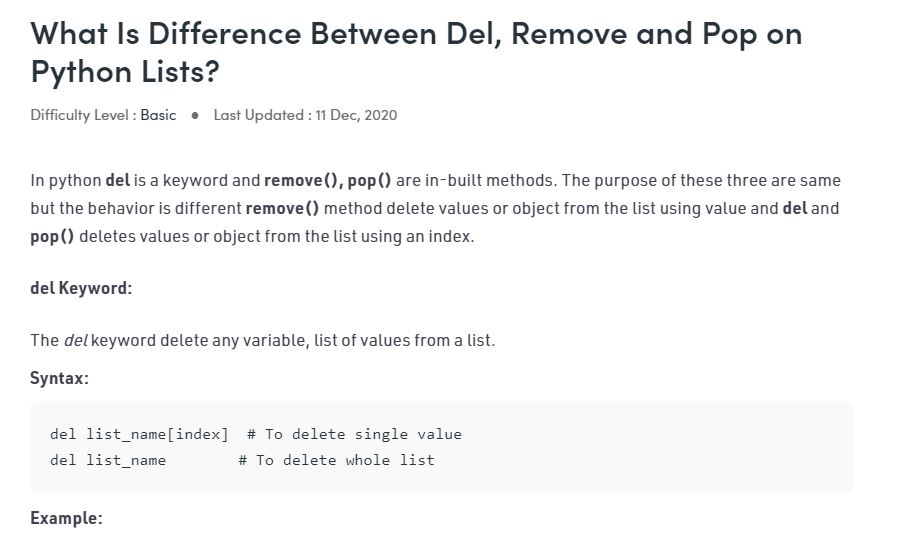 What Is Difference Between Del, Remove and Pop on
Python Lists?
Difficulty Level : Basic ● Last Updated : 11 Dec, 2020
In python del is a keyword and remove(), pop() are in-built methods. The purpose of these three are same
but the behavior is different remove() method delete values or object from the list using value and del and
pop() deletes values or object from the list using an index.
del Keyword:
The del keyword delete any variable, list of values from a list.
Syntax:
del list_name[index]  # To delete single value
del list_name        # To delete whole list
Example: